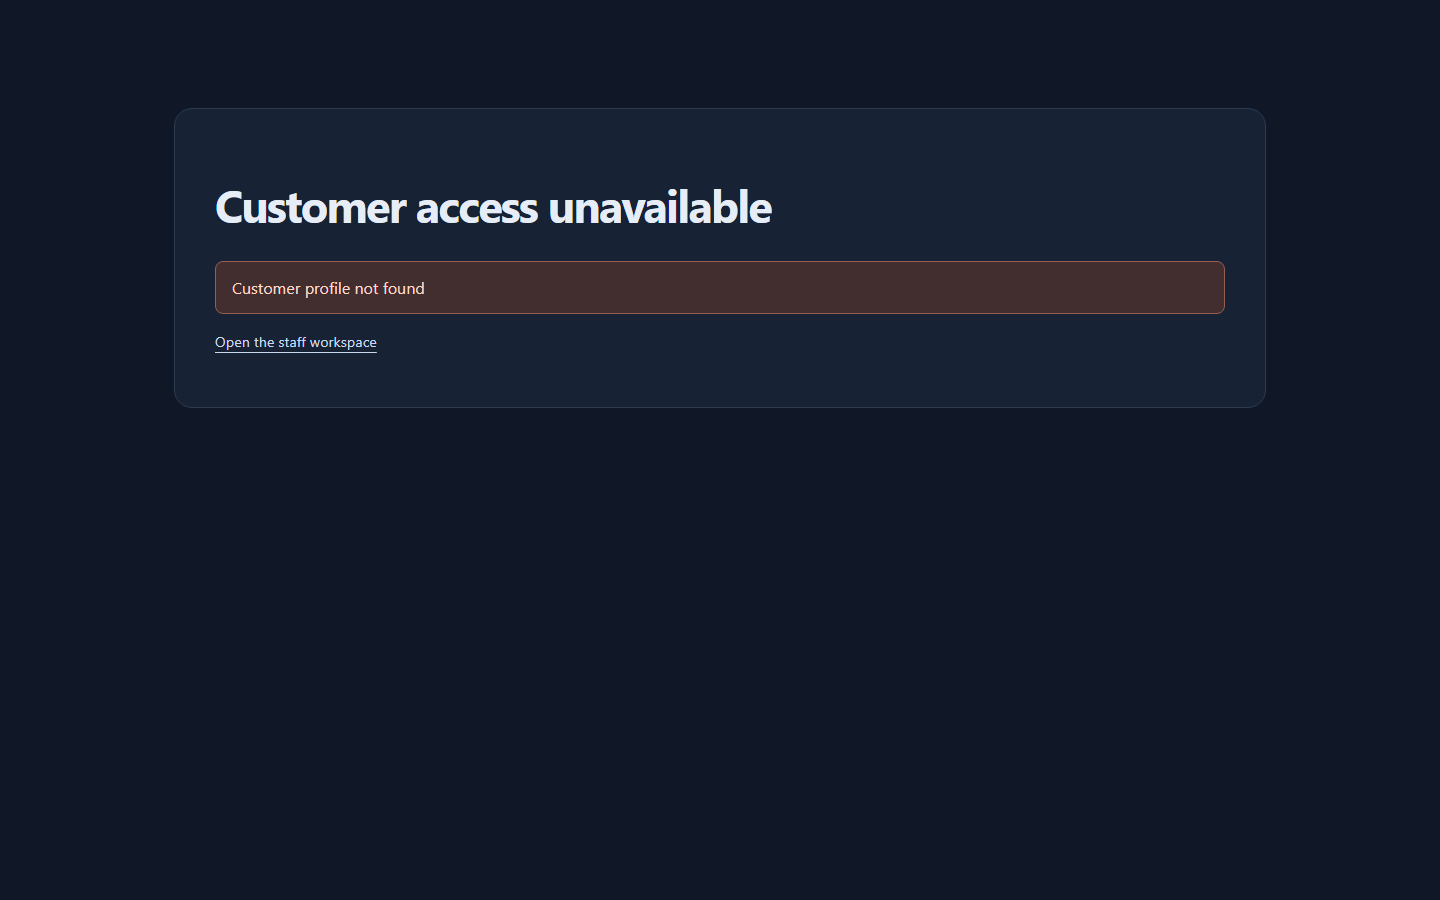 Customer access unavailable
Customer profile not found
Open the staff workspace